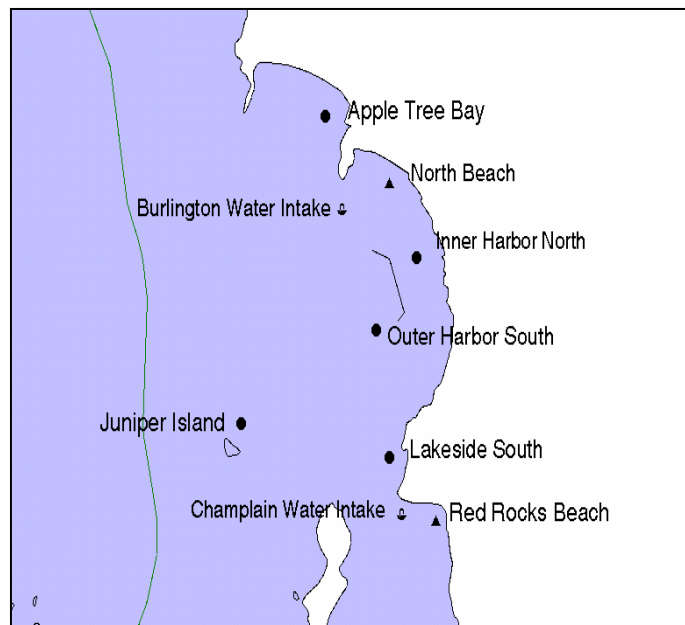 Apple Tree Bay
North Beach
Burlington Water Intake
Inner Harbor North
Outer Harbor South
Juniper Island
Lakeside South
Champlain Water Intake
Red Rocks Beach